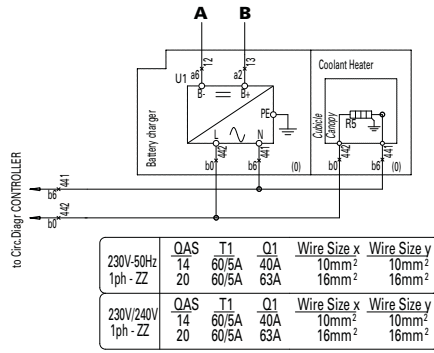 A B
12 13
a6 a2
U1 B- B+
Coolant Heater
PE
Battery charger
Cubicle
Canopy
R5
L N
442 441 442 441
b0 b6 (0) b0 b6 (0)
to Circ.Diagr CONTROLLER
441
b6
442
b0
230V-50Hz
1ph - ZZ
QAS T1 Q1 Wire Size x Wire Size y
14 60/5A 40A 10mm² 10mm²
20 60/5A 63A 16mm² 16mm²
230V/240V
1ph - ZZ
QAS T1 Q1 Wire Size x Wire Size y
14 60/5A 40A 10mm² 10mm²
20 60/5A 63A 16mm² 16mm²